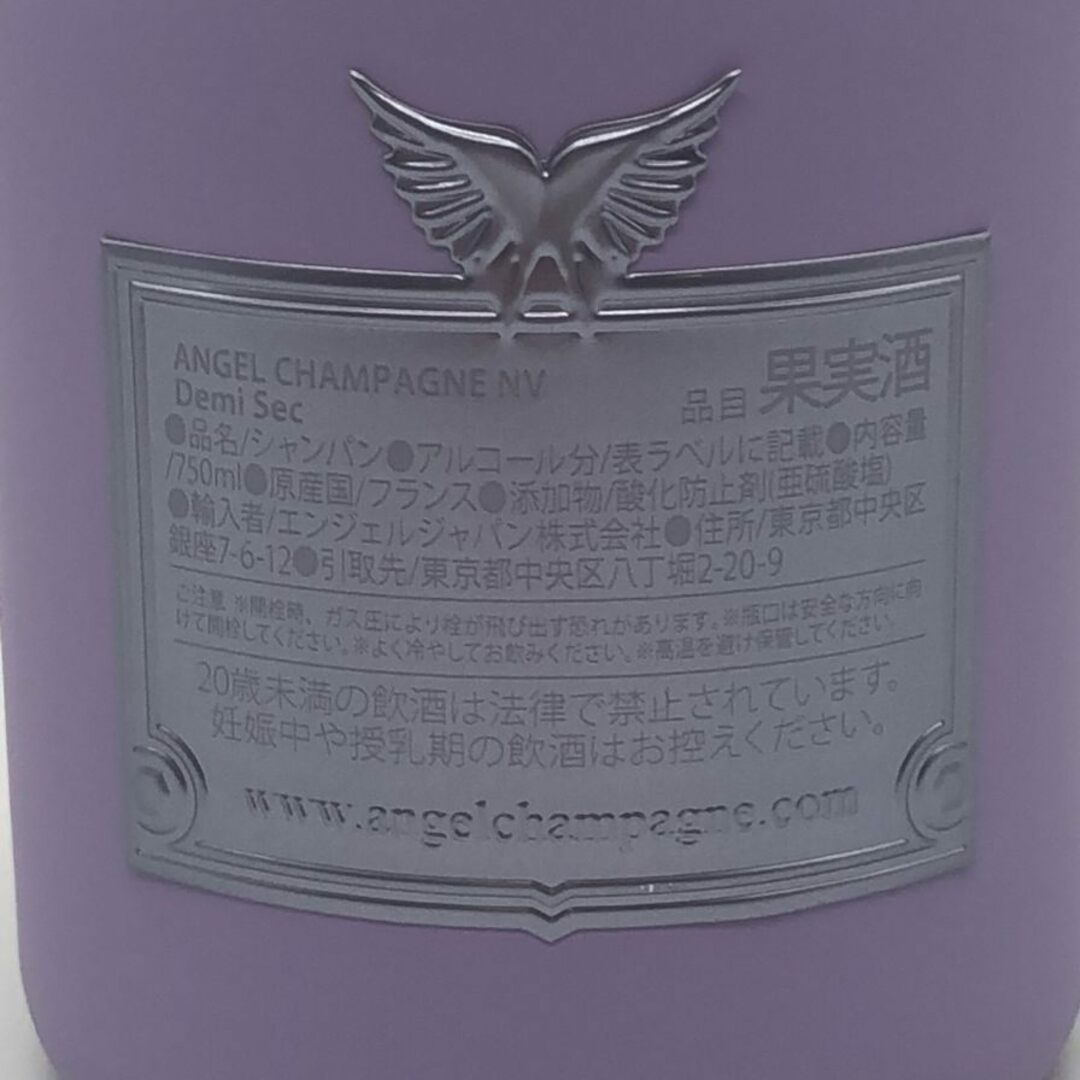 ANGEL CHAMPAGNE NV
Demi Sec
品目 果実酒
●品名/シャンパン●アルコール分/表ラベルに記載●内容量
/750ml●原産国/フランス●添加物/酸化防止剤(亜硫酸塩)
●輸入者/エンジェルジャパン株式会社●住所/東京都中央区
銀座7-6-12●引取先/東京都中央区八丁堀2-20-9
ご注意 ※開栓時、ガス圧により栓が飛び出す恐れがあります。※瓶口は安全な方向に向
けて開栓してください。※よく冷やしてお飲みください。※高温を避け保管してください。
20歳未満の飲酒は法律で禁止されています。
妊娠中や授乳期の飲酒はお控えください。
www.angelchampagne.com